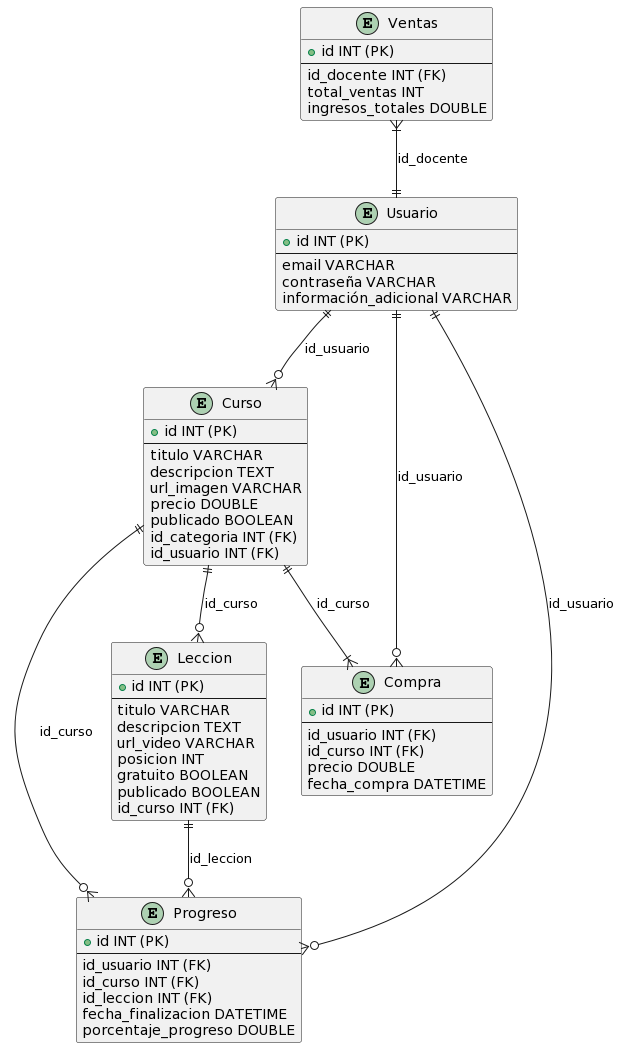 E Ventas
id INT (PK)
id_docente INT (FK)
total_ventas INT
ingresos_totales DOUBLE
id_docente
E Usuario
id INT (PK)
email VARCHAR
contraseña VARCHAR
información_adicional VARCHAR
id_usuario
E Curso
id INT (PK)
titulo VARCHAR
descripcion TEXT
url_imagen VARCHAR
precio DOUBLE
publicado BOOLEAN
id_categoria INT (FK)
id_usuario INT (FK)
id_usuario
id_curso
id_curso
id_usuario
E Leccion
id INT (PK)
titulo VARCHAR
descripcion TEXT
url_video VARCHAR
posicion INT
gratuito BOOLEAN
publicado BOOLEAN
id_curso INT (FK)
E Compra
id INT (PK)
id_usuario INT (FK)
id_curso INT (FK)
precio DOUBLE
fecha_compra DATETIME
id_curso
id_leccion
E Progreso
id INT (PK)
id_usuario INT (FK)
id_curso INT (FK)
id_leccion INT (FK)
fecha_finalizacion DATETIME
porcentaje_progreso DOUBLE